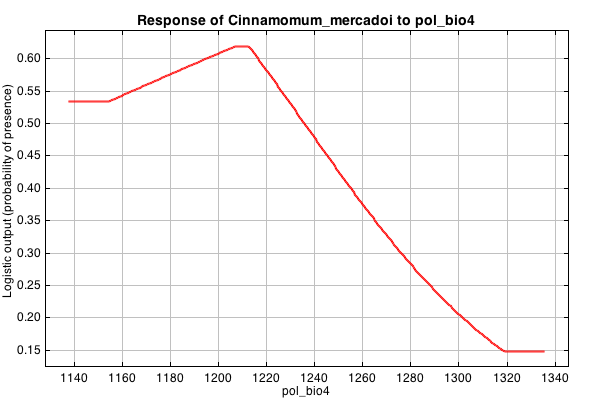 Response of Cinnamomum_mercadoi to pol_bio4
Logistic output (probability of presence)
0.60
0.55
0.50
0.45
0.40
0.35
0.30
0.25
0.20
0.15
1140 1160 1180 1200 1220 1240 1260 1280 1300 1320 1340
pol_bio4